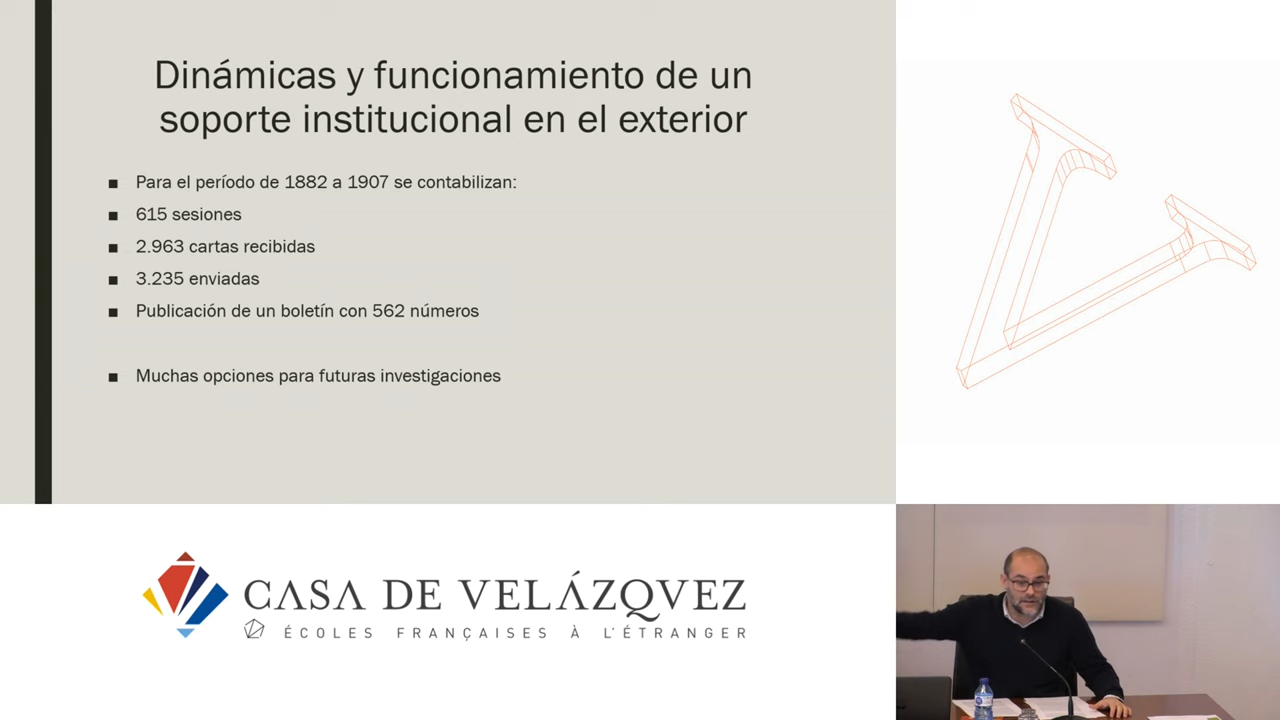 Dinámicas y funcionamiento de un
soporte institucional en el exterior
■ Para el período de 1882 a 1907 se contabilizan:
■ 615 sesiones
■ 2.963 cartas recibidas
■ 3.235 enviadas
■ Publicación de un boletín con 562 números
■ Muchas opciones para futuras investigaciones
CASA DE VELÁZQVEZ
ÉCOLES FRANÇAISES À L'ÉTRANGER